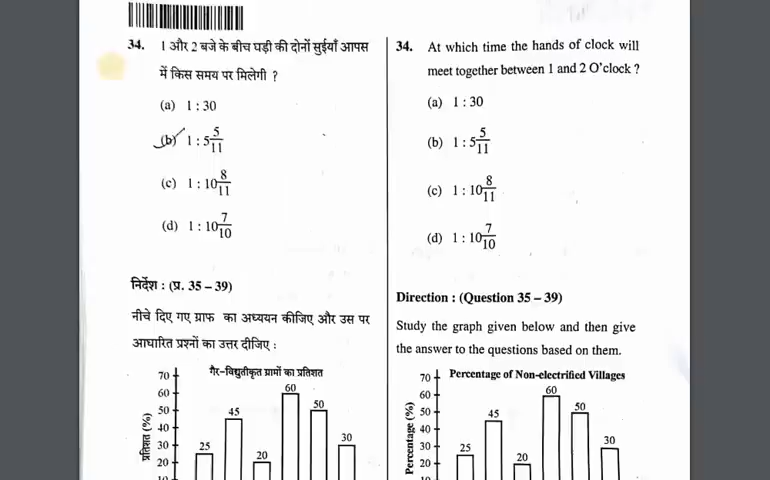 34. 1 और 2 बजे के बीच घड़ी की दोनों सुईयाँ आपस
में किस समय पर मिलेगी ?
(a) 1 : 30
(b) 1 : 5 5/11
(c) 1 : 10 8/11
(d) 1 : 10 7/10
निर्देश : (प्र. 35 – 39)
नीचे दिए गए ग्राफ का अध्ययन कीजिए और उस पर
आधारित प्रश्नों का उत्तर दीजिए :
गैर-विद्युतीकृत ग्रामों का प्रतिशत
प्रतिशत (%)
70
60
50
40
30
20
10
25
45
20
60
50
30
34. At which time the hands of clock will
meet together between 1 and 2 O'clock ?
(a) 1 : 30
(b) 1 : 5 5/11
(c) 1 : 10 8/11
(d) 1 : 10 7/10
Direction : (Question 35 – 39)
Study the graph given below and then give
the answer to the questions based on them.
Percentage of Non-electrified Villages
Percentage (%)
70
60
50
40
30
20
10
25
45
20
60
50
30